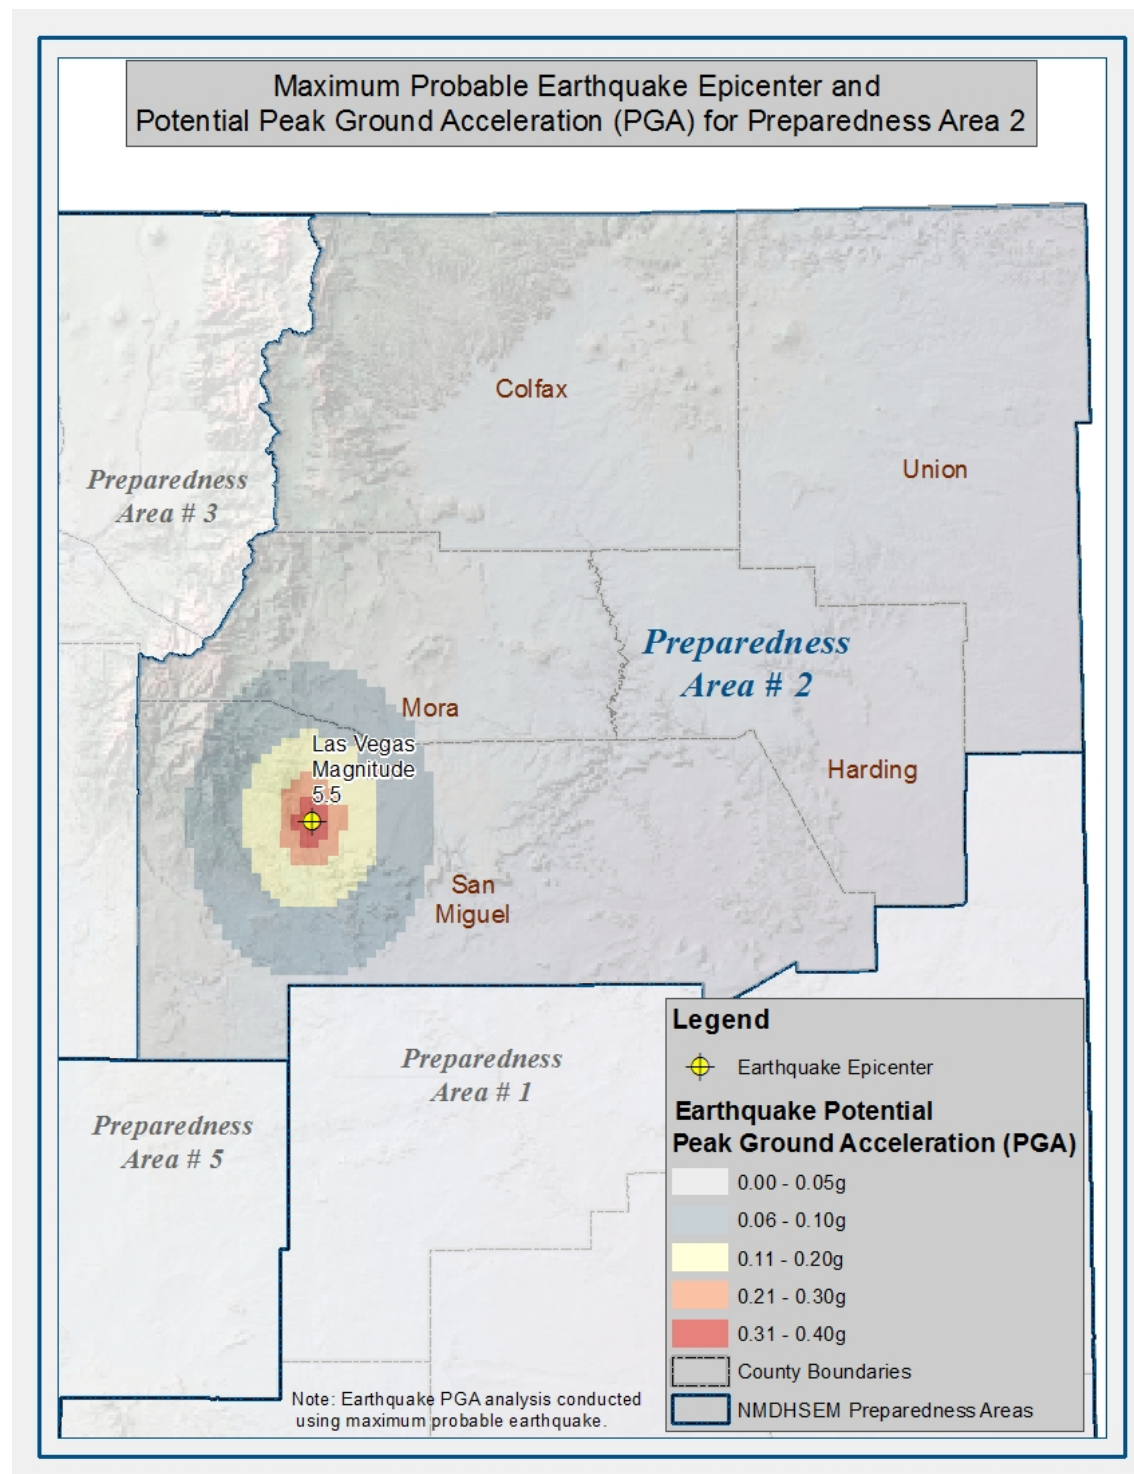 Maximum Probable Earthquake Epicenter and
Potential Peak Ground Acceleration (PGA) for Preparedness Area 2
Colfax
Union
Preparedness
Area # 3
Preparedness
Area # 2
Mora
Las Vegas
Magnitude
5.5
Harding
San
Miguel
Preparedness
Area # 1
Preparedness
Area # 5
Legend
Earthquake Epicenter
Earthquake Potential
Peak Ground Acceleration (PGA)
0.00 - 0.05g
0.06 - 0.10g
0.11 - 0.20g
0.21 - 0.30g
0.31 - 0.40g
County Boundaries
NMDHSEM Preparedness Areas
Note: Earthquake PGA analysis conducted
using maximum probable earthquake.